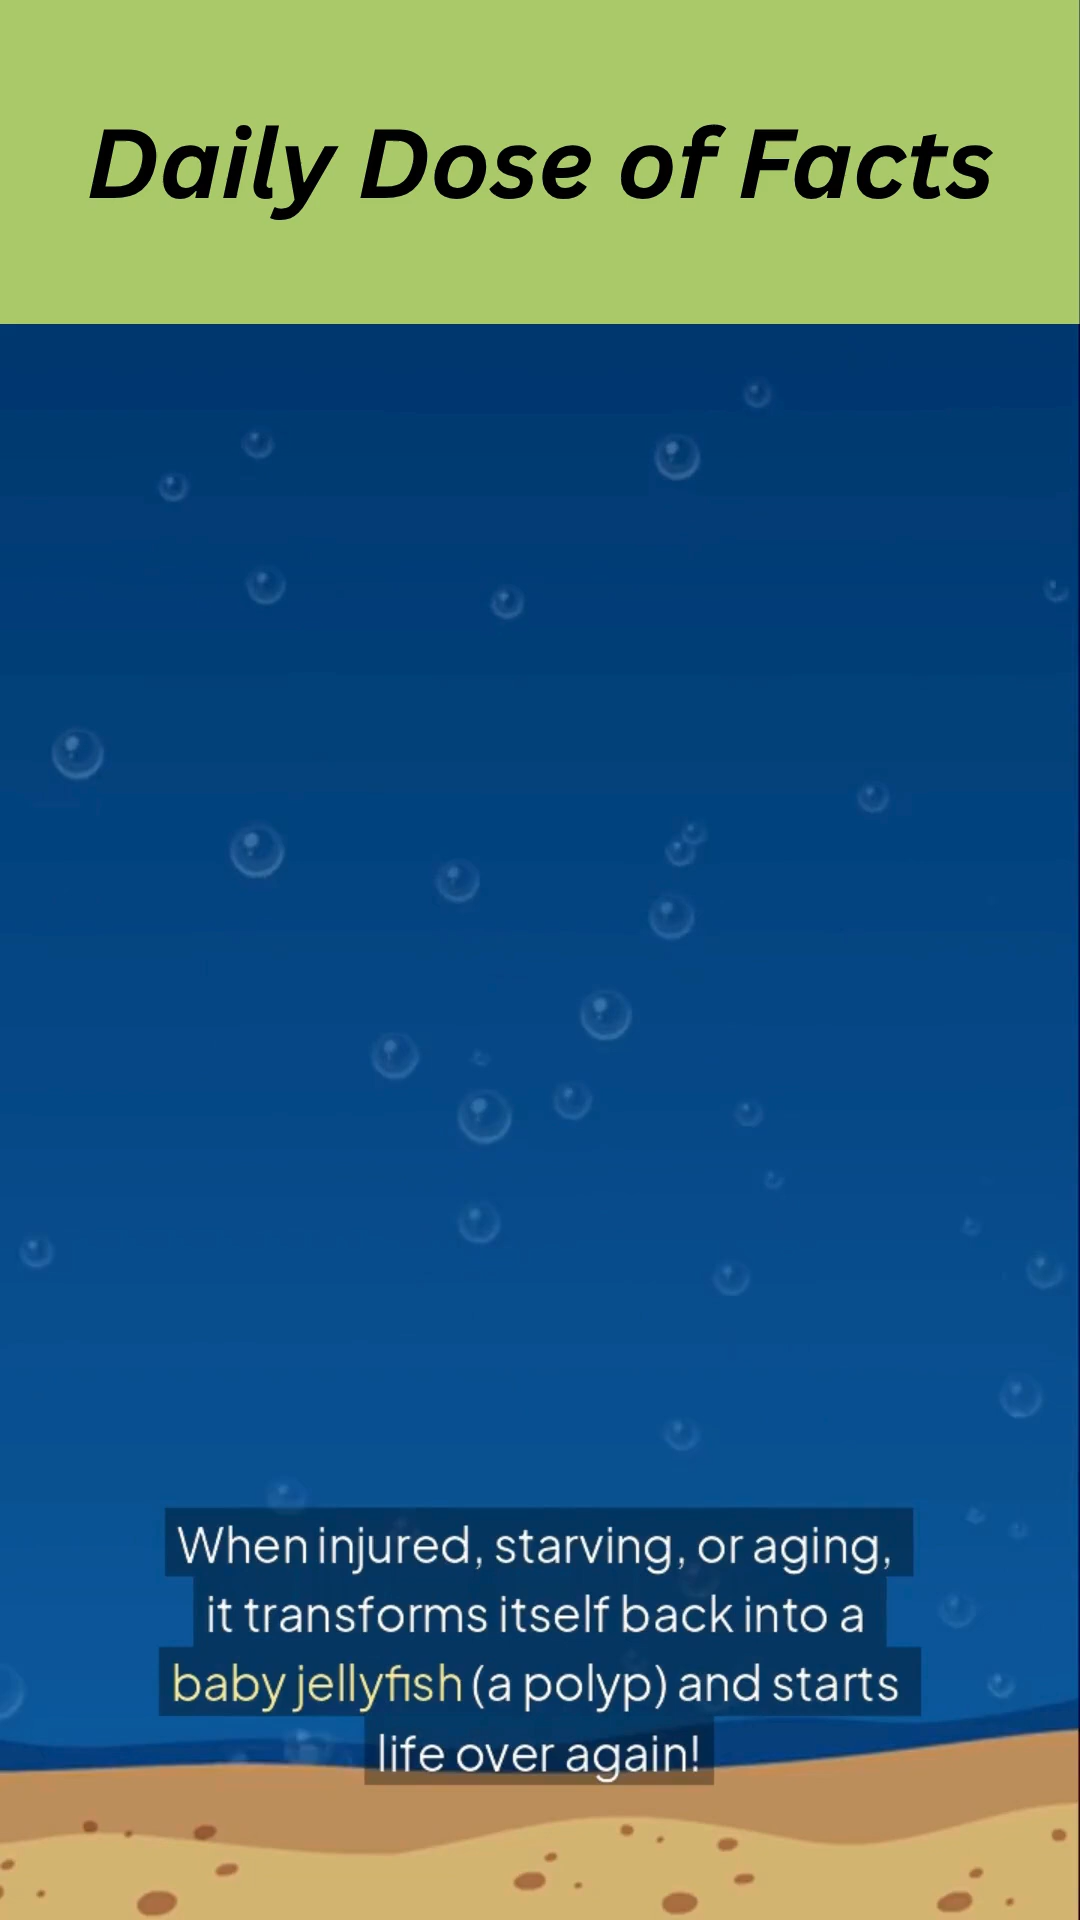 Daily Dose of Facts
When injured, starving, or aging,
it transforms itself back into a
baby jellyfish (a polyp) and starts
life over again!